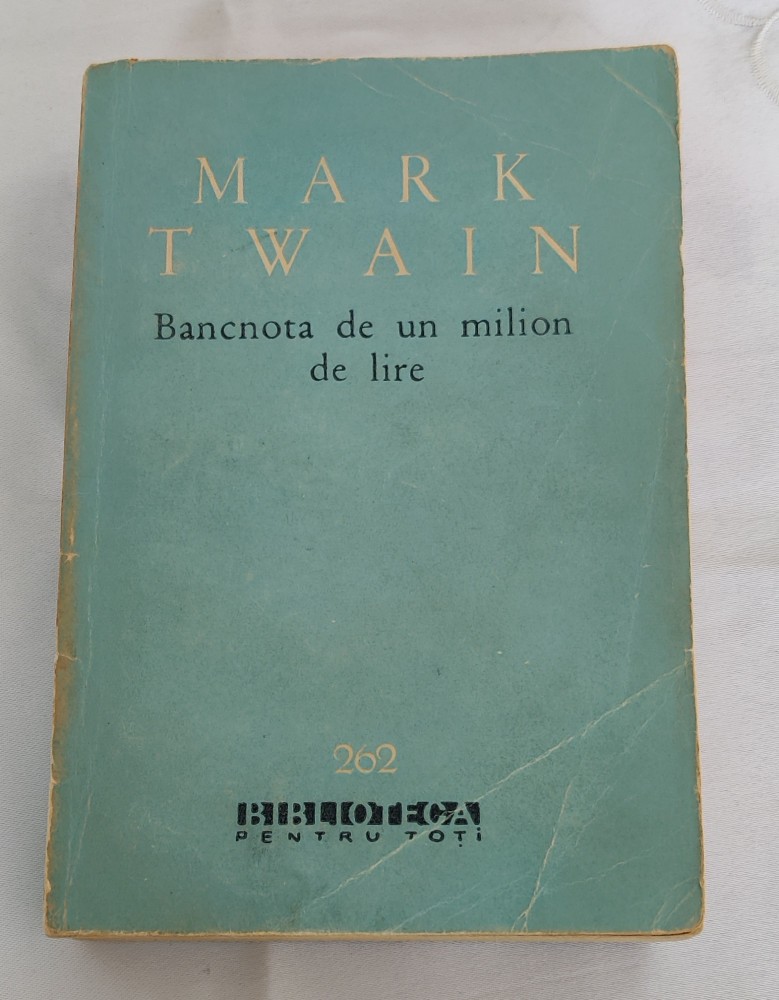 MARK
TWAIN
Bancnota de un milion
de lire
262
BIBLIOTECA
PENTRU TOȚi